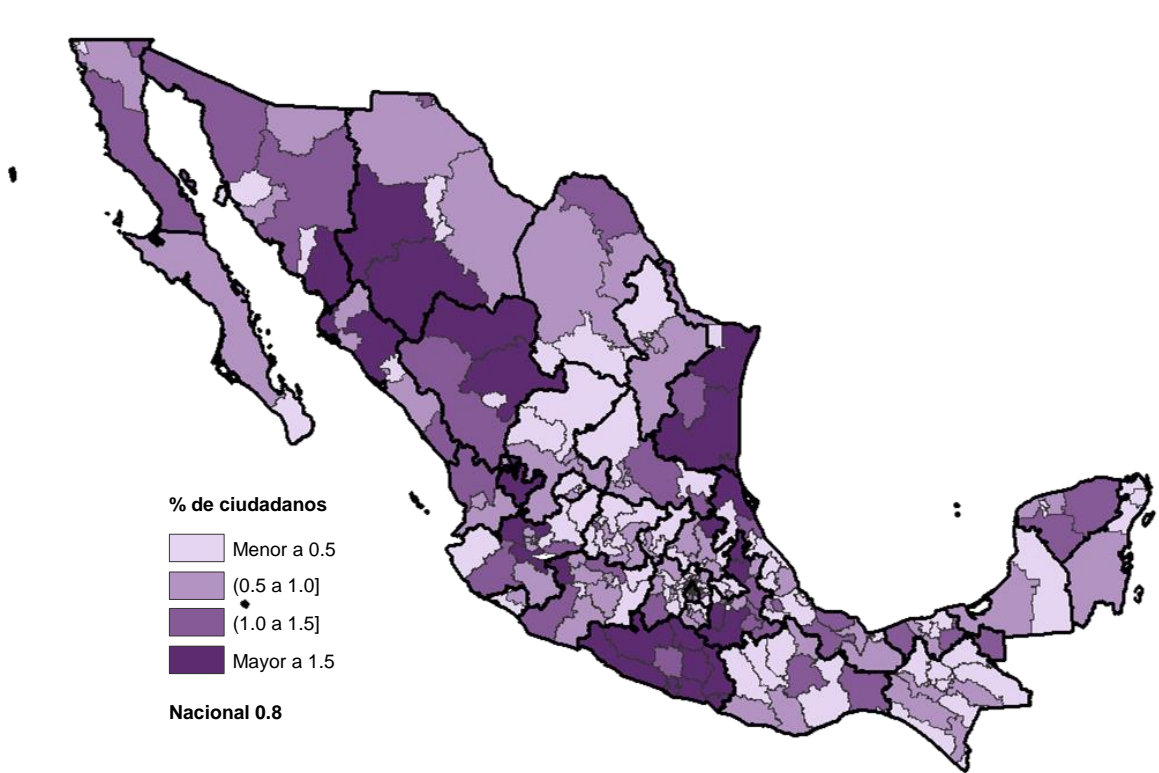 % de ciudadanos
Menor a 0.5
(0.5 a 1.0]
(1.0 a 1.5]
Mayor a 1.5
Nacional 0.8